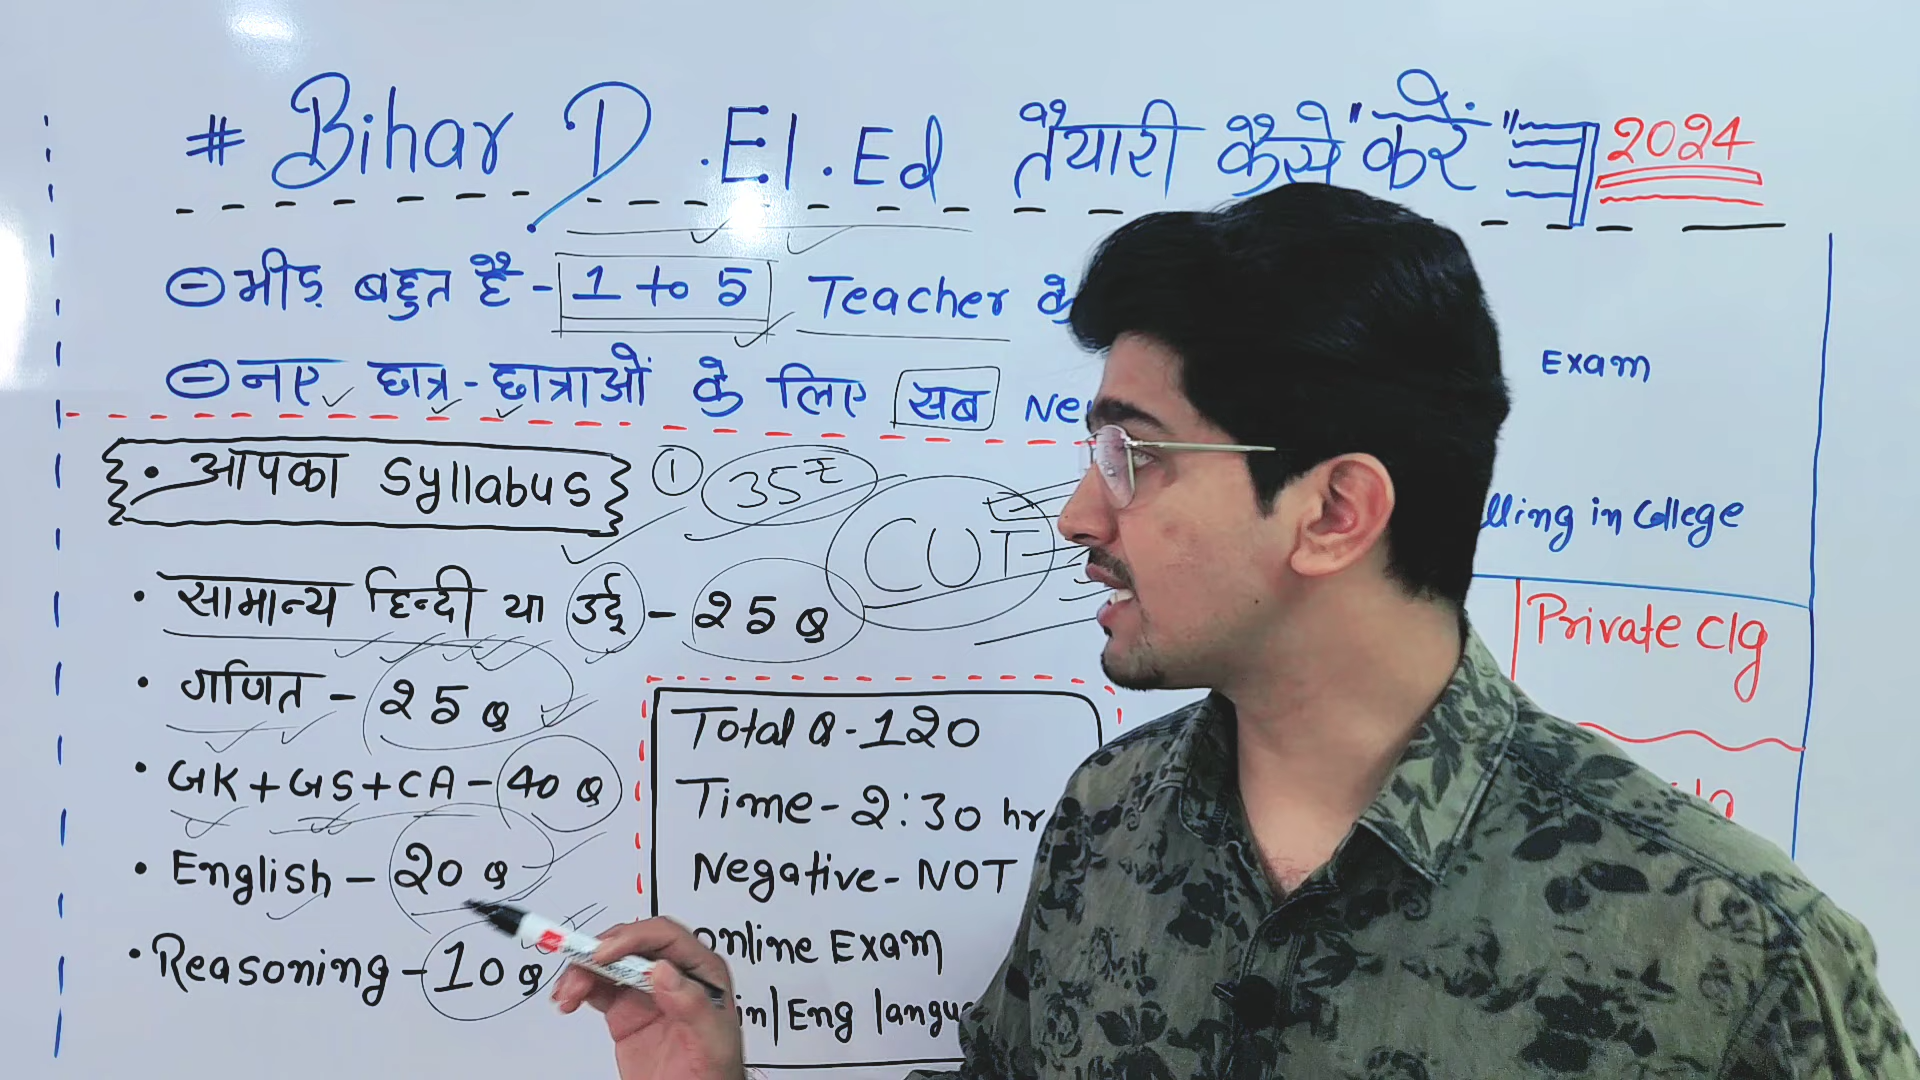 # Bihar D.El.Ed तैयारी कैसे "करें" 2024
भीड़ बहुत है - 1 to 5 Teacher के
नए छात्र-छात्राओं के लिए सब
Exam
• आपका Syllabus ① 35
CUT
lling in College
• सामान्य हिन्दी या उर्दू - 25 Q
• गणित - 25 Q
• GK+GS+CA - 40 Q
• English - 20 Q
• Reasoning - 10 Q
Total Q - 120
Time - 2:30 hr
Negative - NOT
Online Exam
in|Eng langu
Private Clg